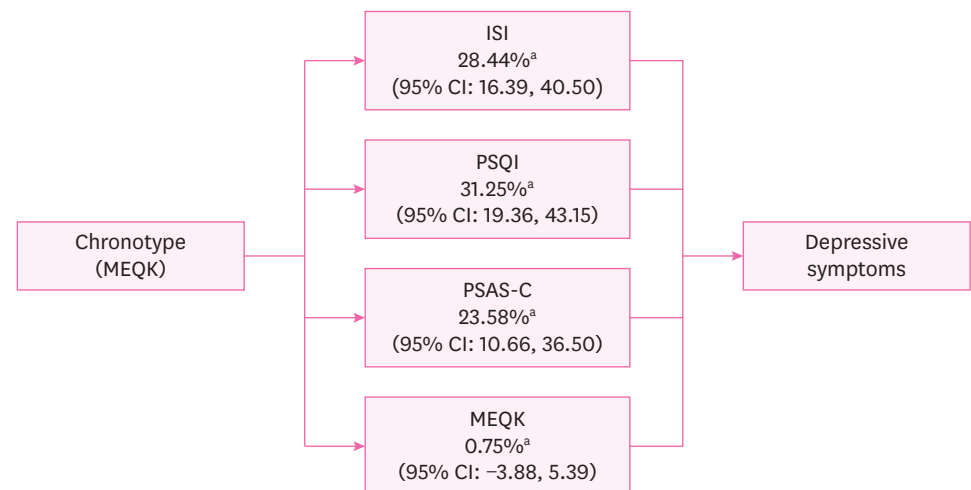 Chronotype
(MEQK)
ISI
28.44%ᵃ
(95% CI: 16.39, 40.50)
PSQI
31.25%ᵃ
(95% CI: 19.36, 43.15)
PSAS-C
23.58%ᵃ
(95% CI: 10.66, 36.50)
MEQK
0.75%ᵃ
(95% CI: −3.88, 5.39)
Depressive
symptoms